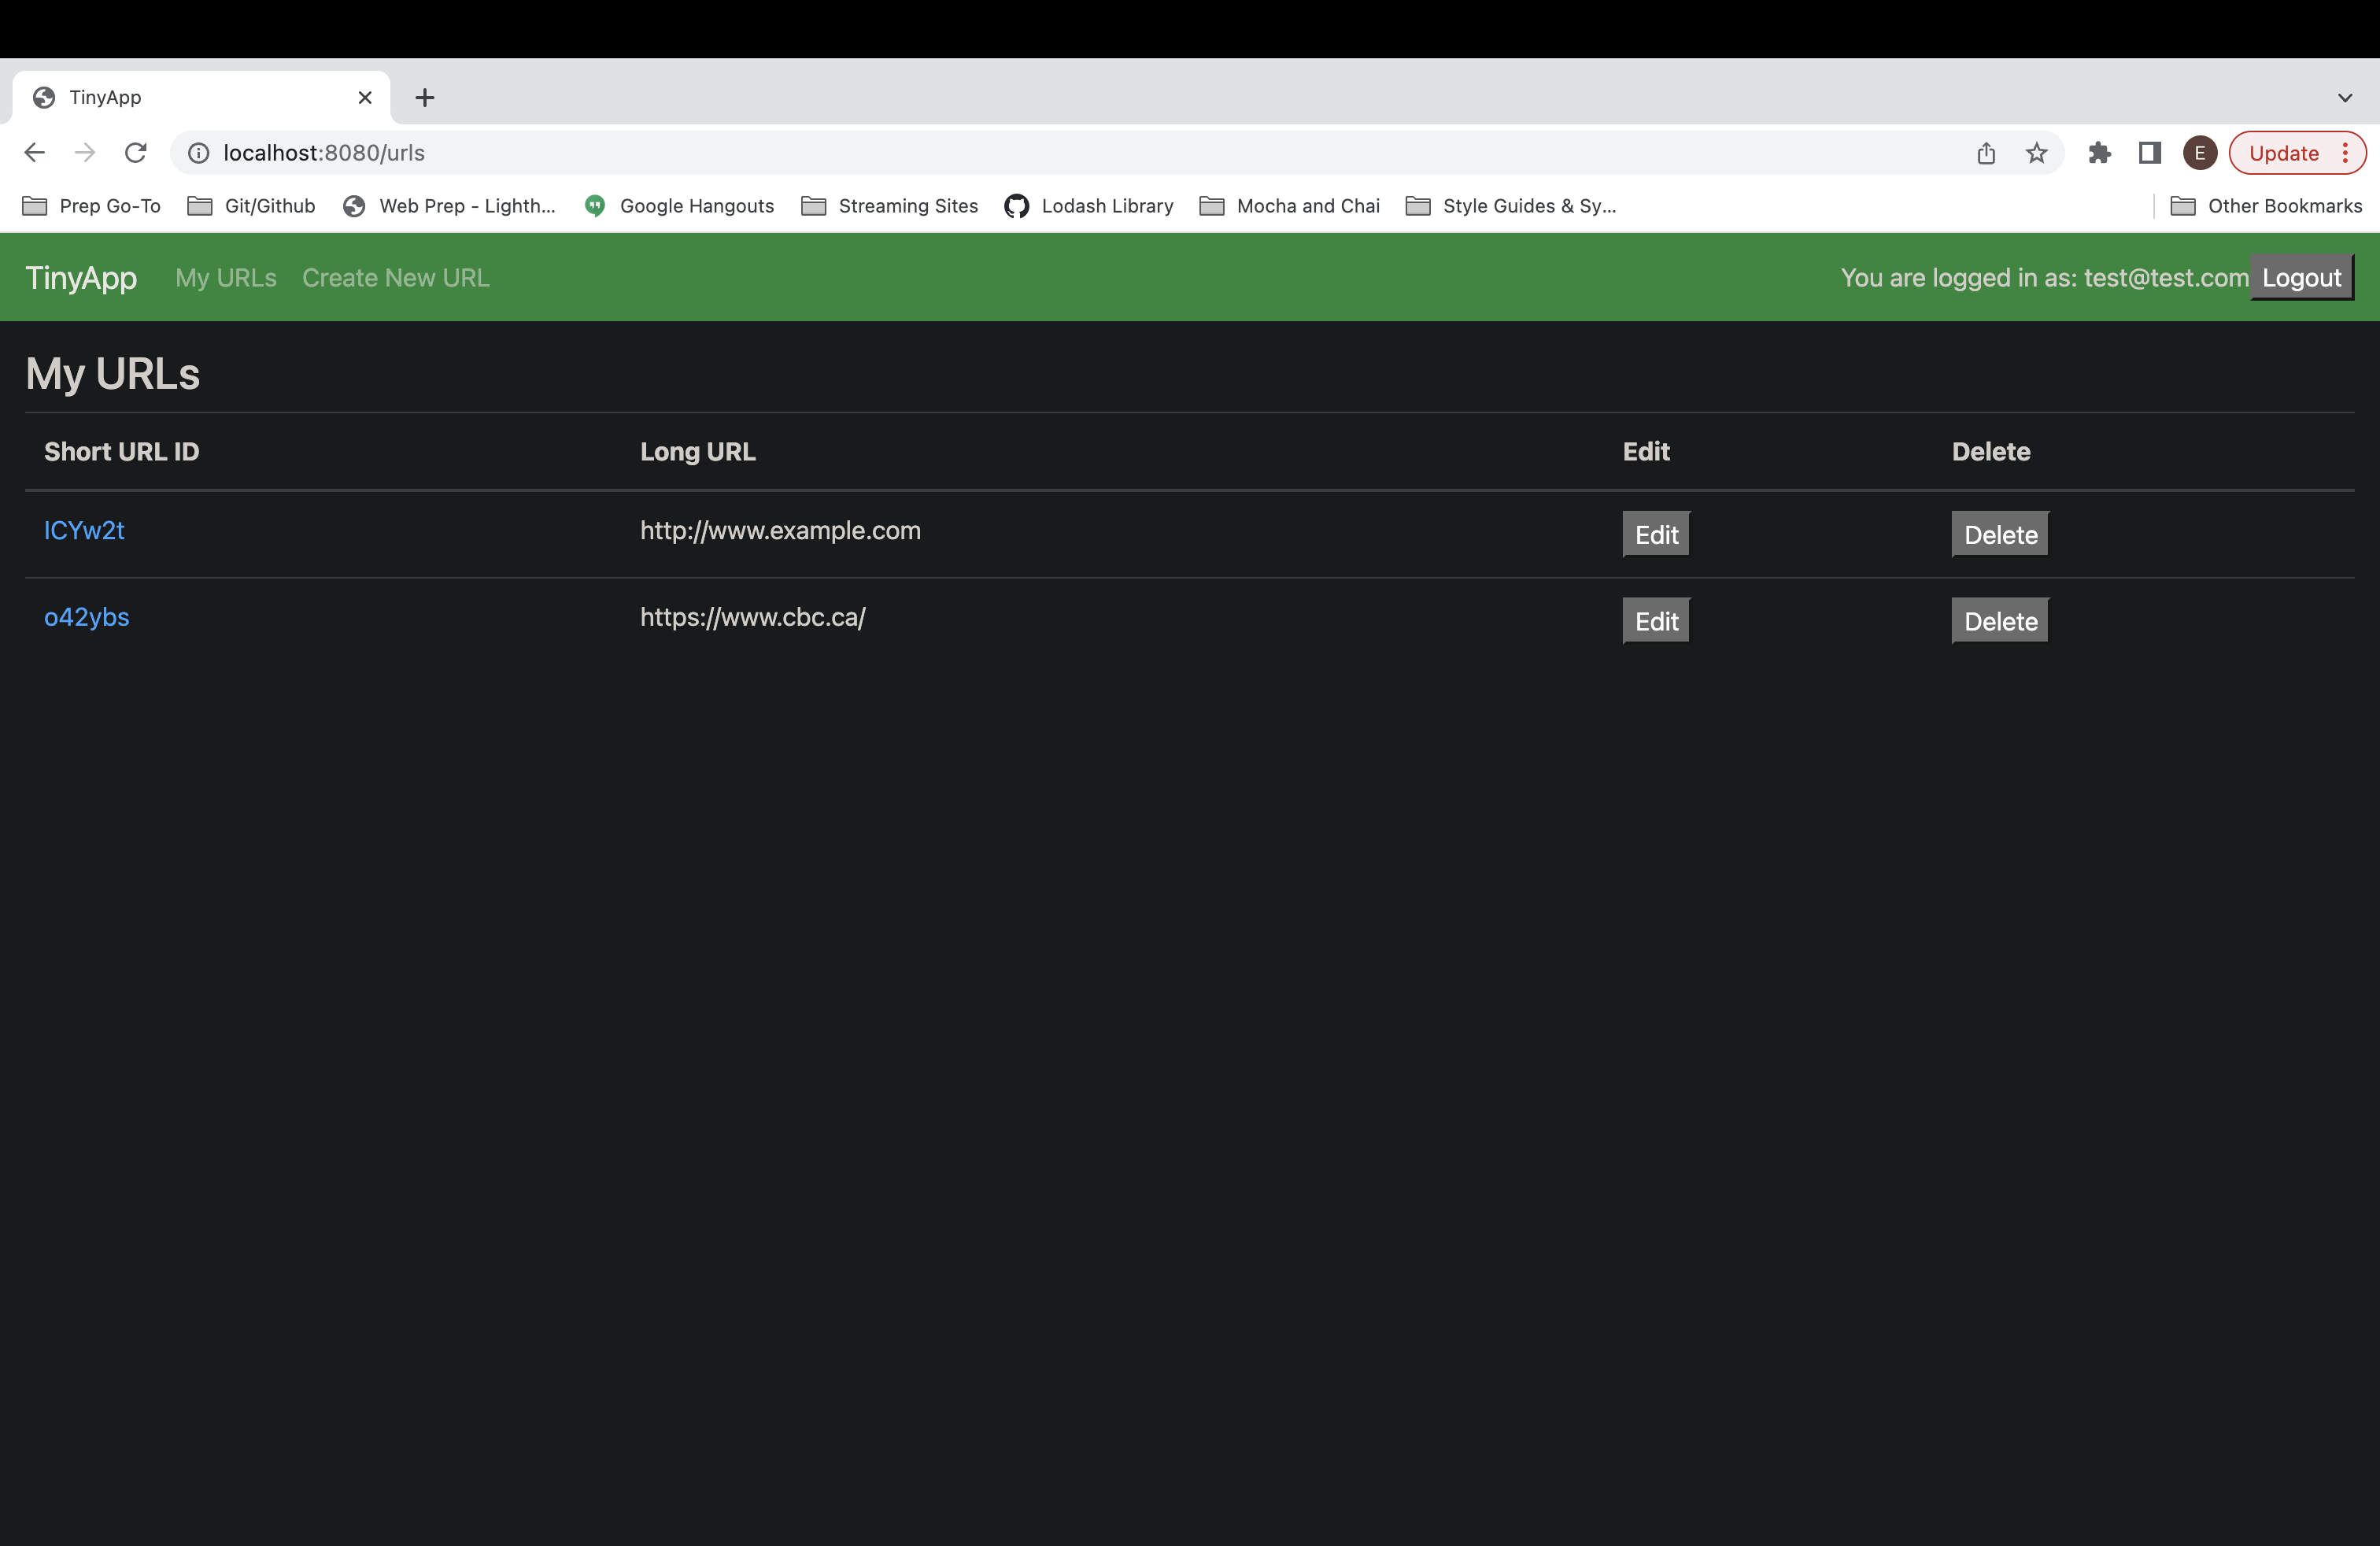 TinyApp
localhost:8080/urls
E
Update
Prep Go-To Git/Github Web Prep - Lighth... Google Hangouts Streaming Sites Lodash Library Mocha and Chai Style Guides & Sy... Other Bookmarks
TinyApp My URLs Create New URL You are logged in as: test@test.com Logout
My URLs
Short URL ID Long URL Edit Delete
ICYw2t http://www.example.com Edit Delete
o42ybs https://www.cbc.ca/ Edit Delete